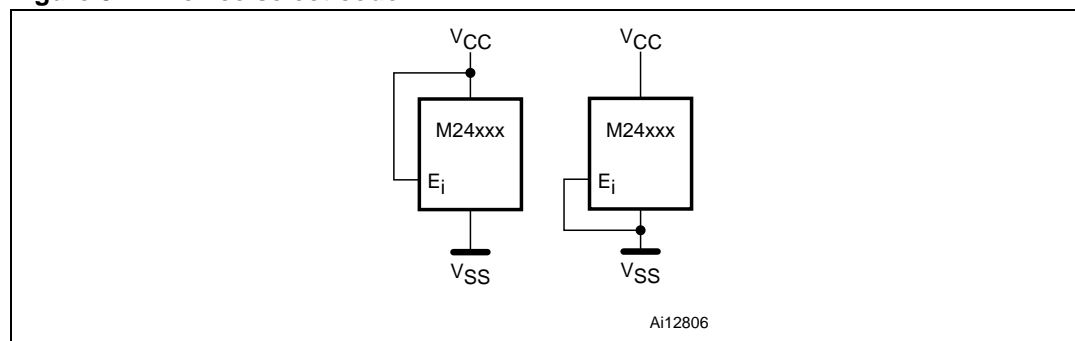 VCC VCC
M24xxx M24xxx
Ei Ei
VSS VSS
Ai12806